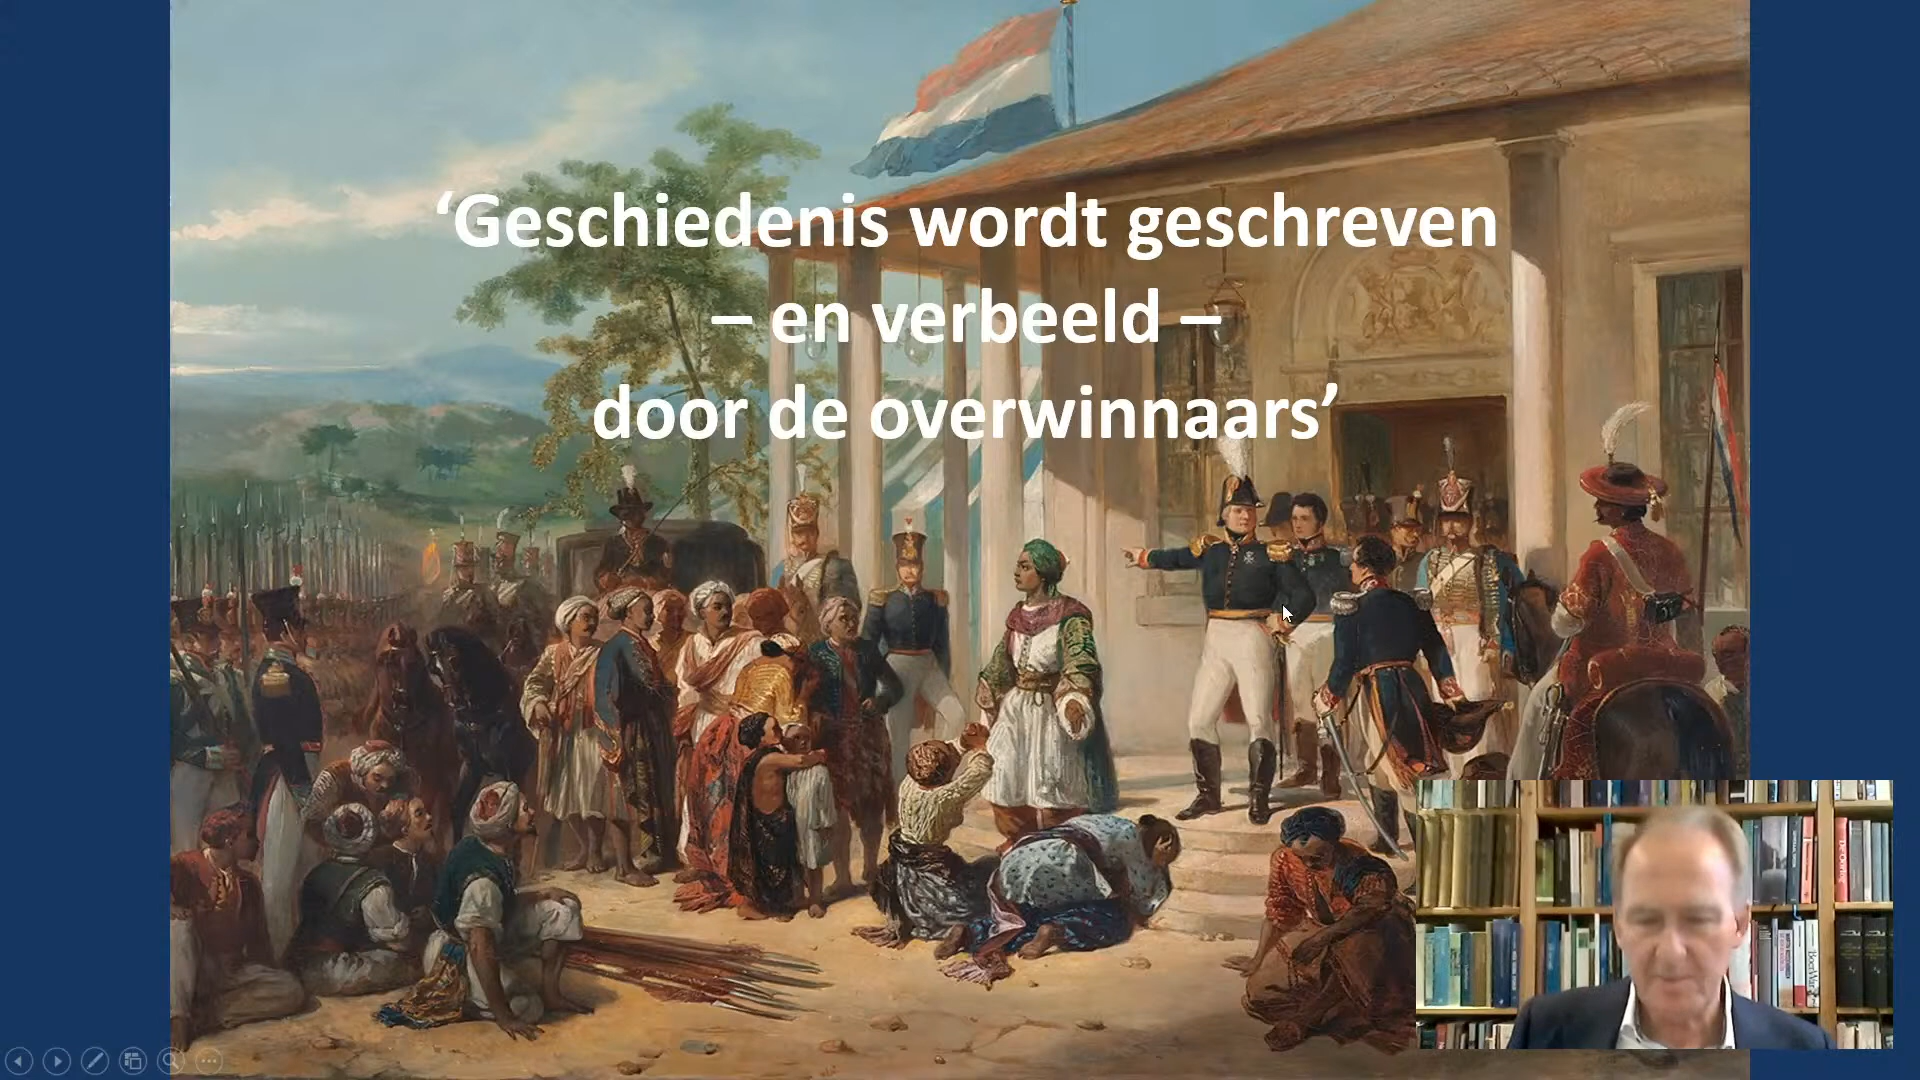 ‘Geschiedenis wordt geschreven
– en verbeeld –
door de overwinnaars’